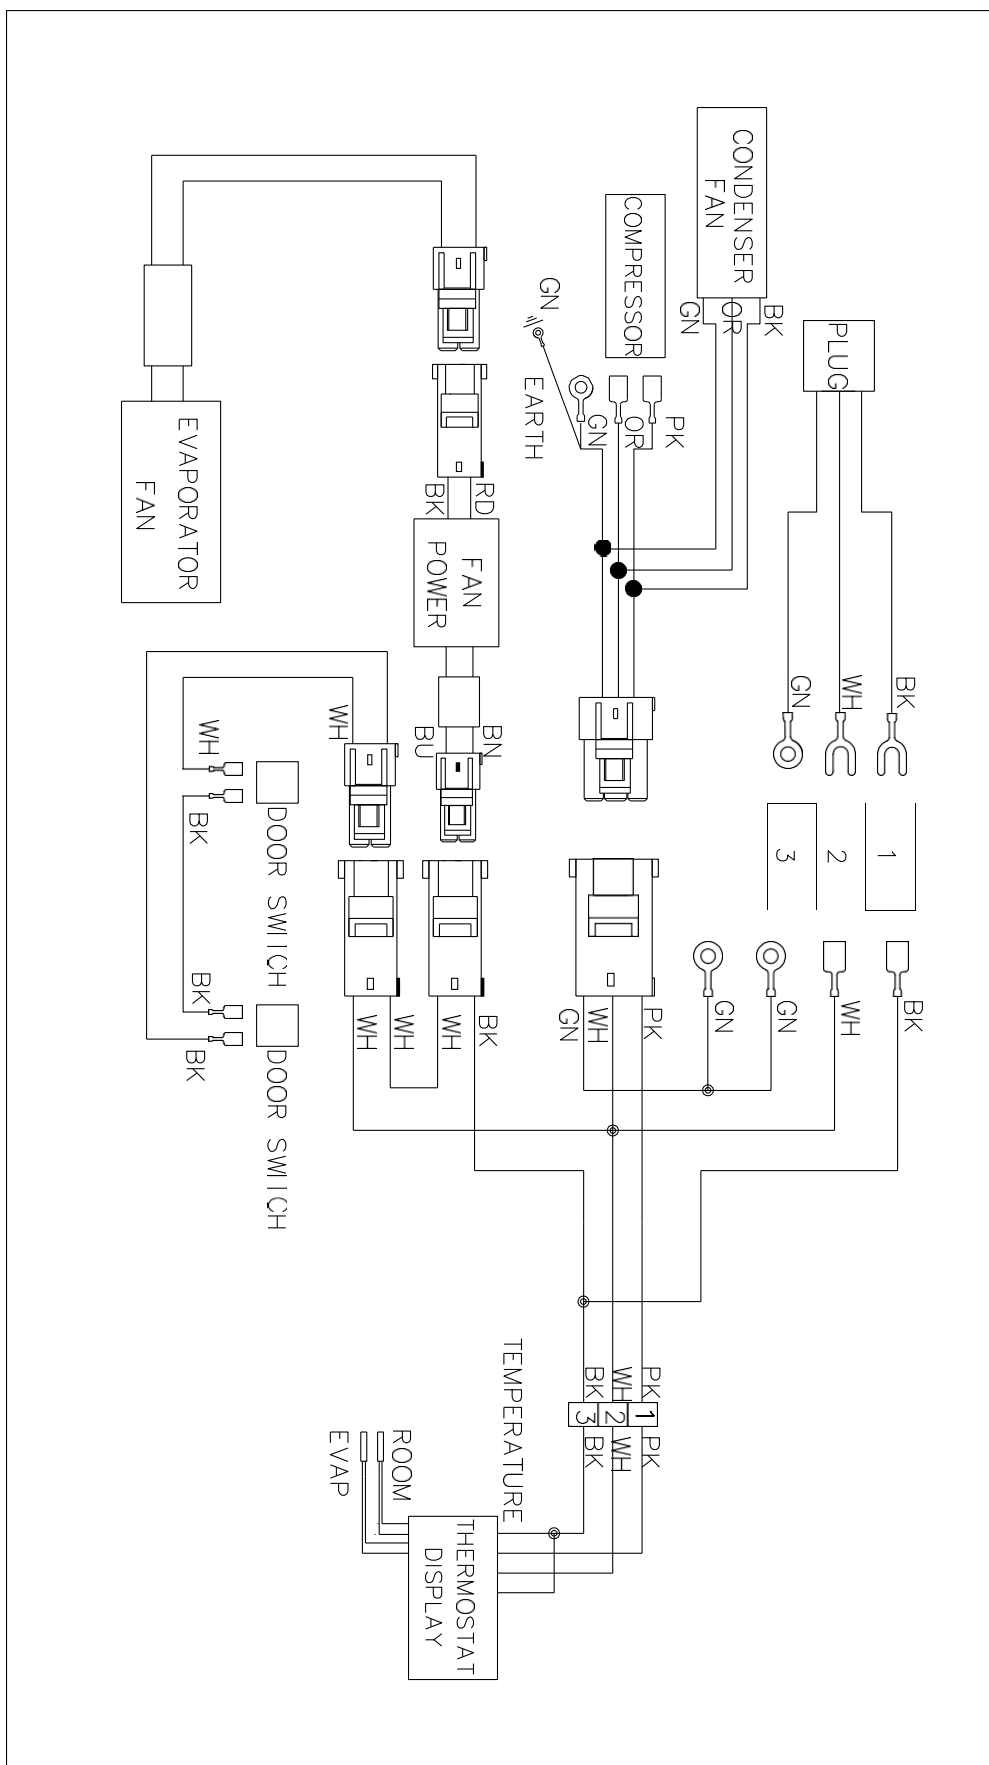 BK
BK
1
WH
2
WH
PLUG
GN
3
GN
BK
CONDENSER
FAN
OR
GN
GN
PK
PK
PK
1
PK
COMPRESSOR
OR
WH
2
WH
GN
WH
BK
3
BK
GN
GN
EARTH
TEMPERATURE
RD
BN
BK
FAN
POWER
THERMOSTAT
DISPLAY
WH
BK
BU
WH
ROOM
WH
EVAP
WH
DOOR SWIICH
DOOR SWIICH
WH
BK
BK
BK
EVAPORATOR
FAN